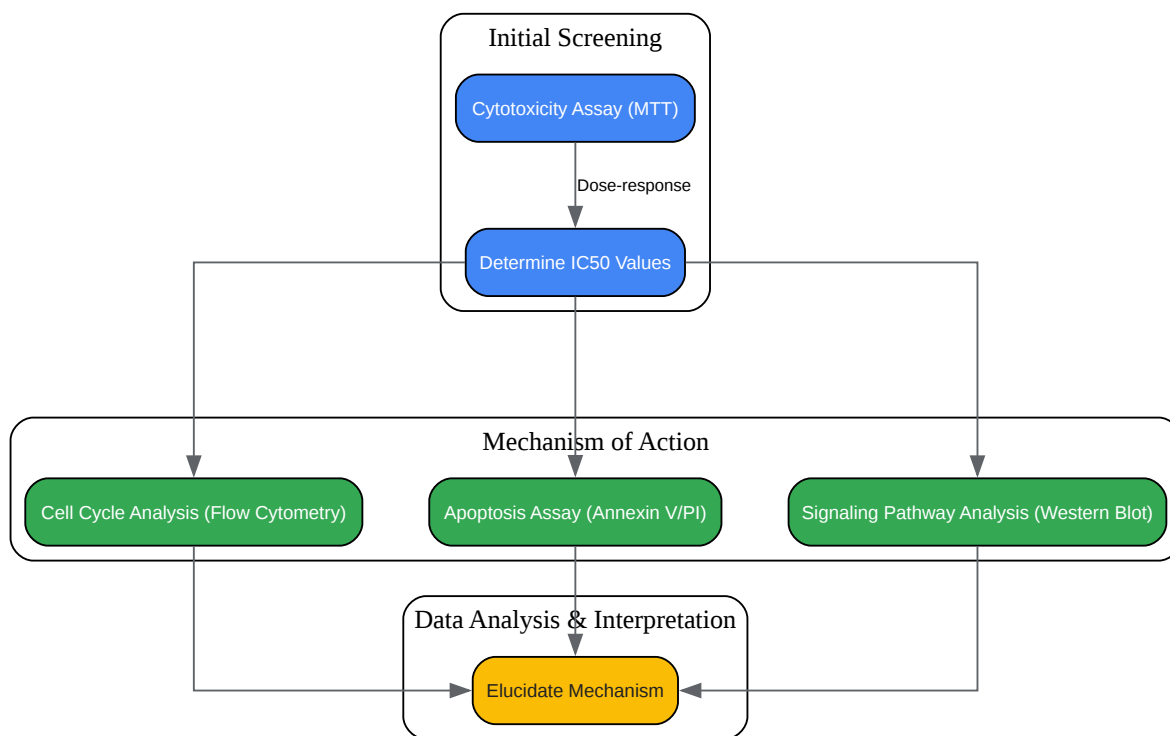 Initial Screening
Cytotoxicity Assay (MTT)
Dose-response
Determine IC50 Values
Mechanism of Action
Cell Cycle Analysis (Flow Cytometry)
Apoptosis Assay (Annexin V/PI)
Signaling Pathway Analysis (Western Blot)
Data Analysis & Interpretation
Elucidate Mechanism